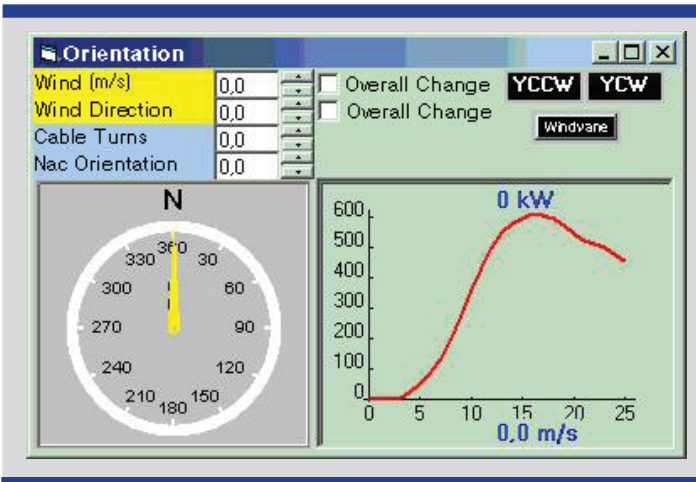 Orientation
Wind (m/s) 0,0 Overall Change YCCW YCW
Wind Direction 0,0 Overall Change
Windvane
Cable Turns 0,0
Nac Orientation 0,0
N
360
330 30
300 60
270 90
240 120
210 150
180
0 kW
600
500
400
300
200
100
0
0 5 10 15 20 25
0,0 m/s